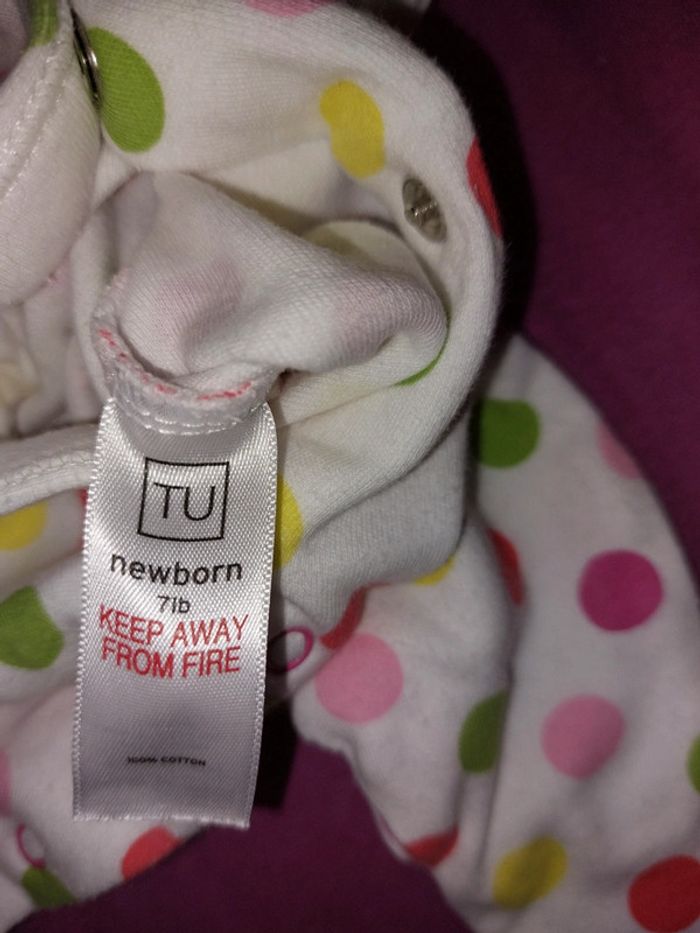 TU
newborn
7lb
KEEP AWAY
FROM FIRE
100% COTTON